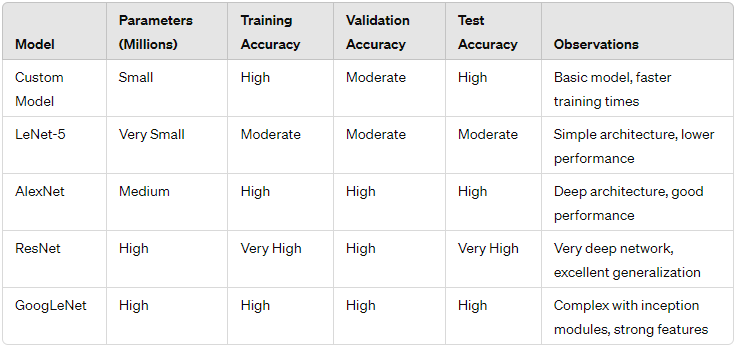 Model Parameters (Millions) Training Accuracy Validation Accuracy Test Accuracy Observations
Custom Model Small High Moderate High Basic model, faster training times
LeNet-5 Very Small Moderate Moderate Moderate Simple architecture, lower performance
AlexNet Medium High High High Deep architecture, good performance
ResNet High Very High High Very High Very deep network, excellent generalization
GoogLeNet High High High High Complex with inception modules, strong features